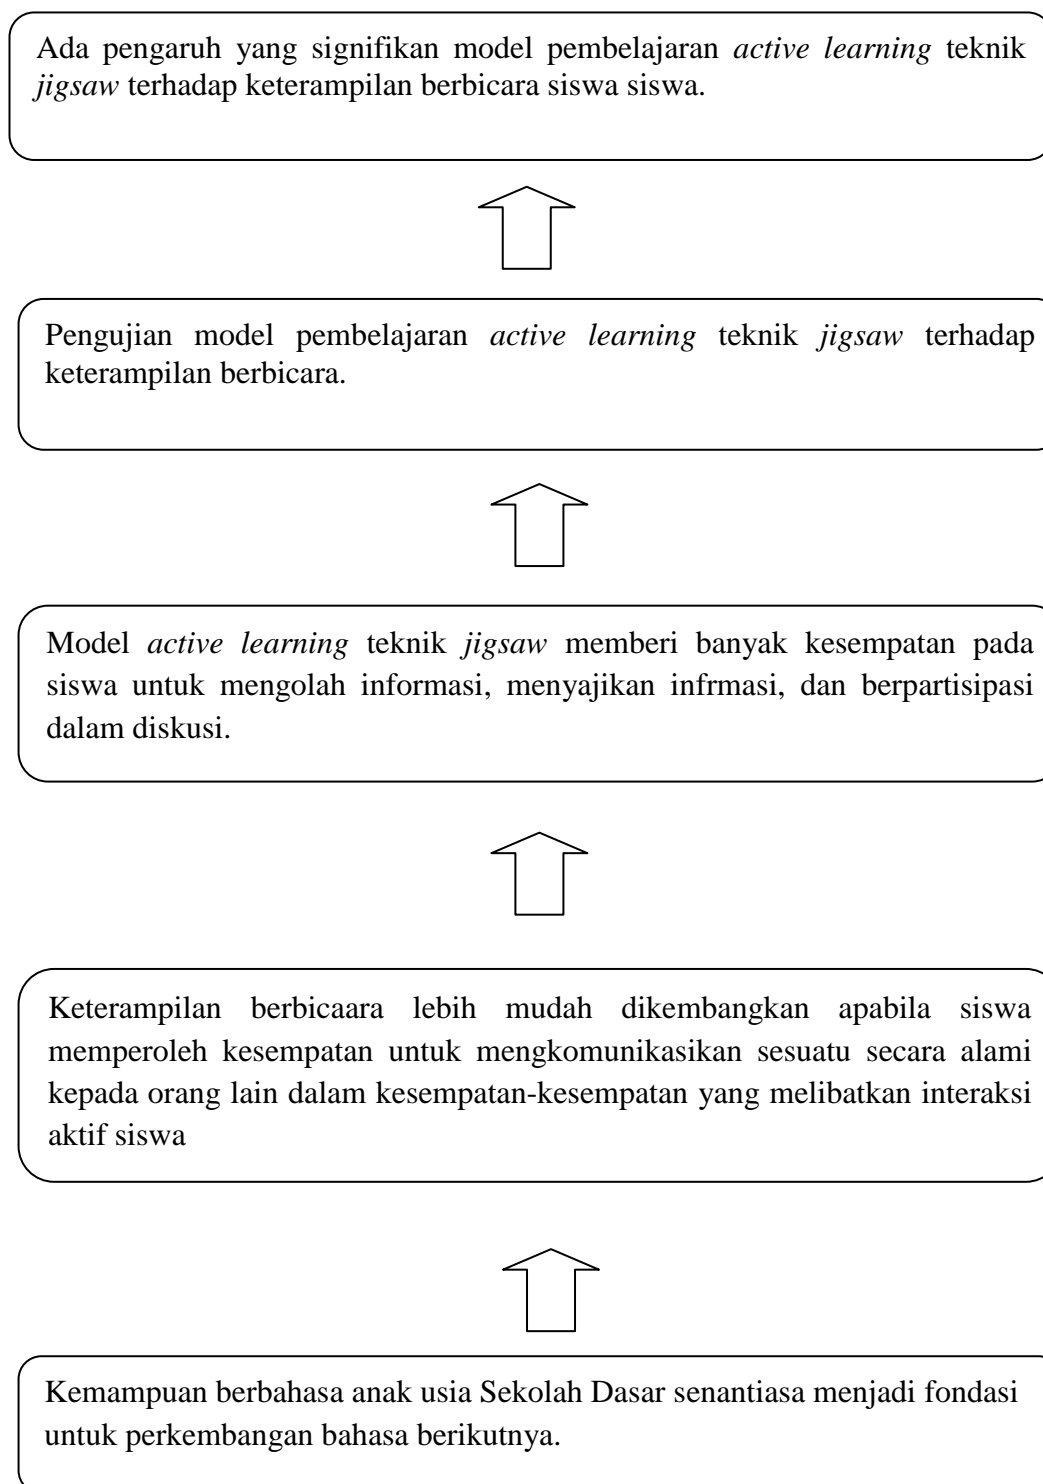 Ada pengaruh yang signifikan model pembelajaran active learning teknik
jigsaw terhadap keterampilan berbicara siswa siswa.
Pengujian model pembelajaran active learning teknik jigsaw terhadap
keterampilan berbicara.
Model active learning teknik jigsaw memberi banyak kesempatan pada
siswa untuk mengolah informasi, menyajikan infrmasi, dan berpartisipasi
dalam diskusi.
Keterampilan berbicaara lebih mudah dikembangkan apabila siswa
memperoleh kesempatan untuk mengkomunikasikan sesuatu secara alami
kepada orang lain dalam kesempatan-kesempatan yang melibatkan interaksi
aktif siswa
Kemampuan berbahasa anak usia Sekolah Dasar senantiasa menjadi fondasi
untuk perkembangan bahasa berikutnya.